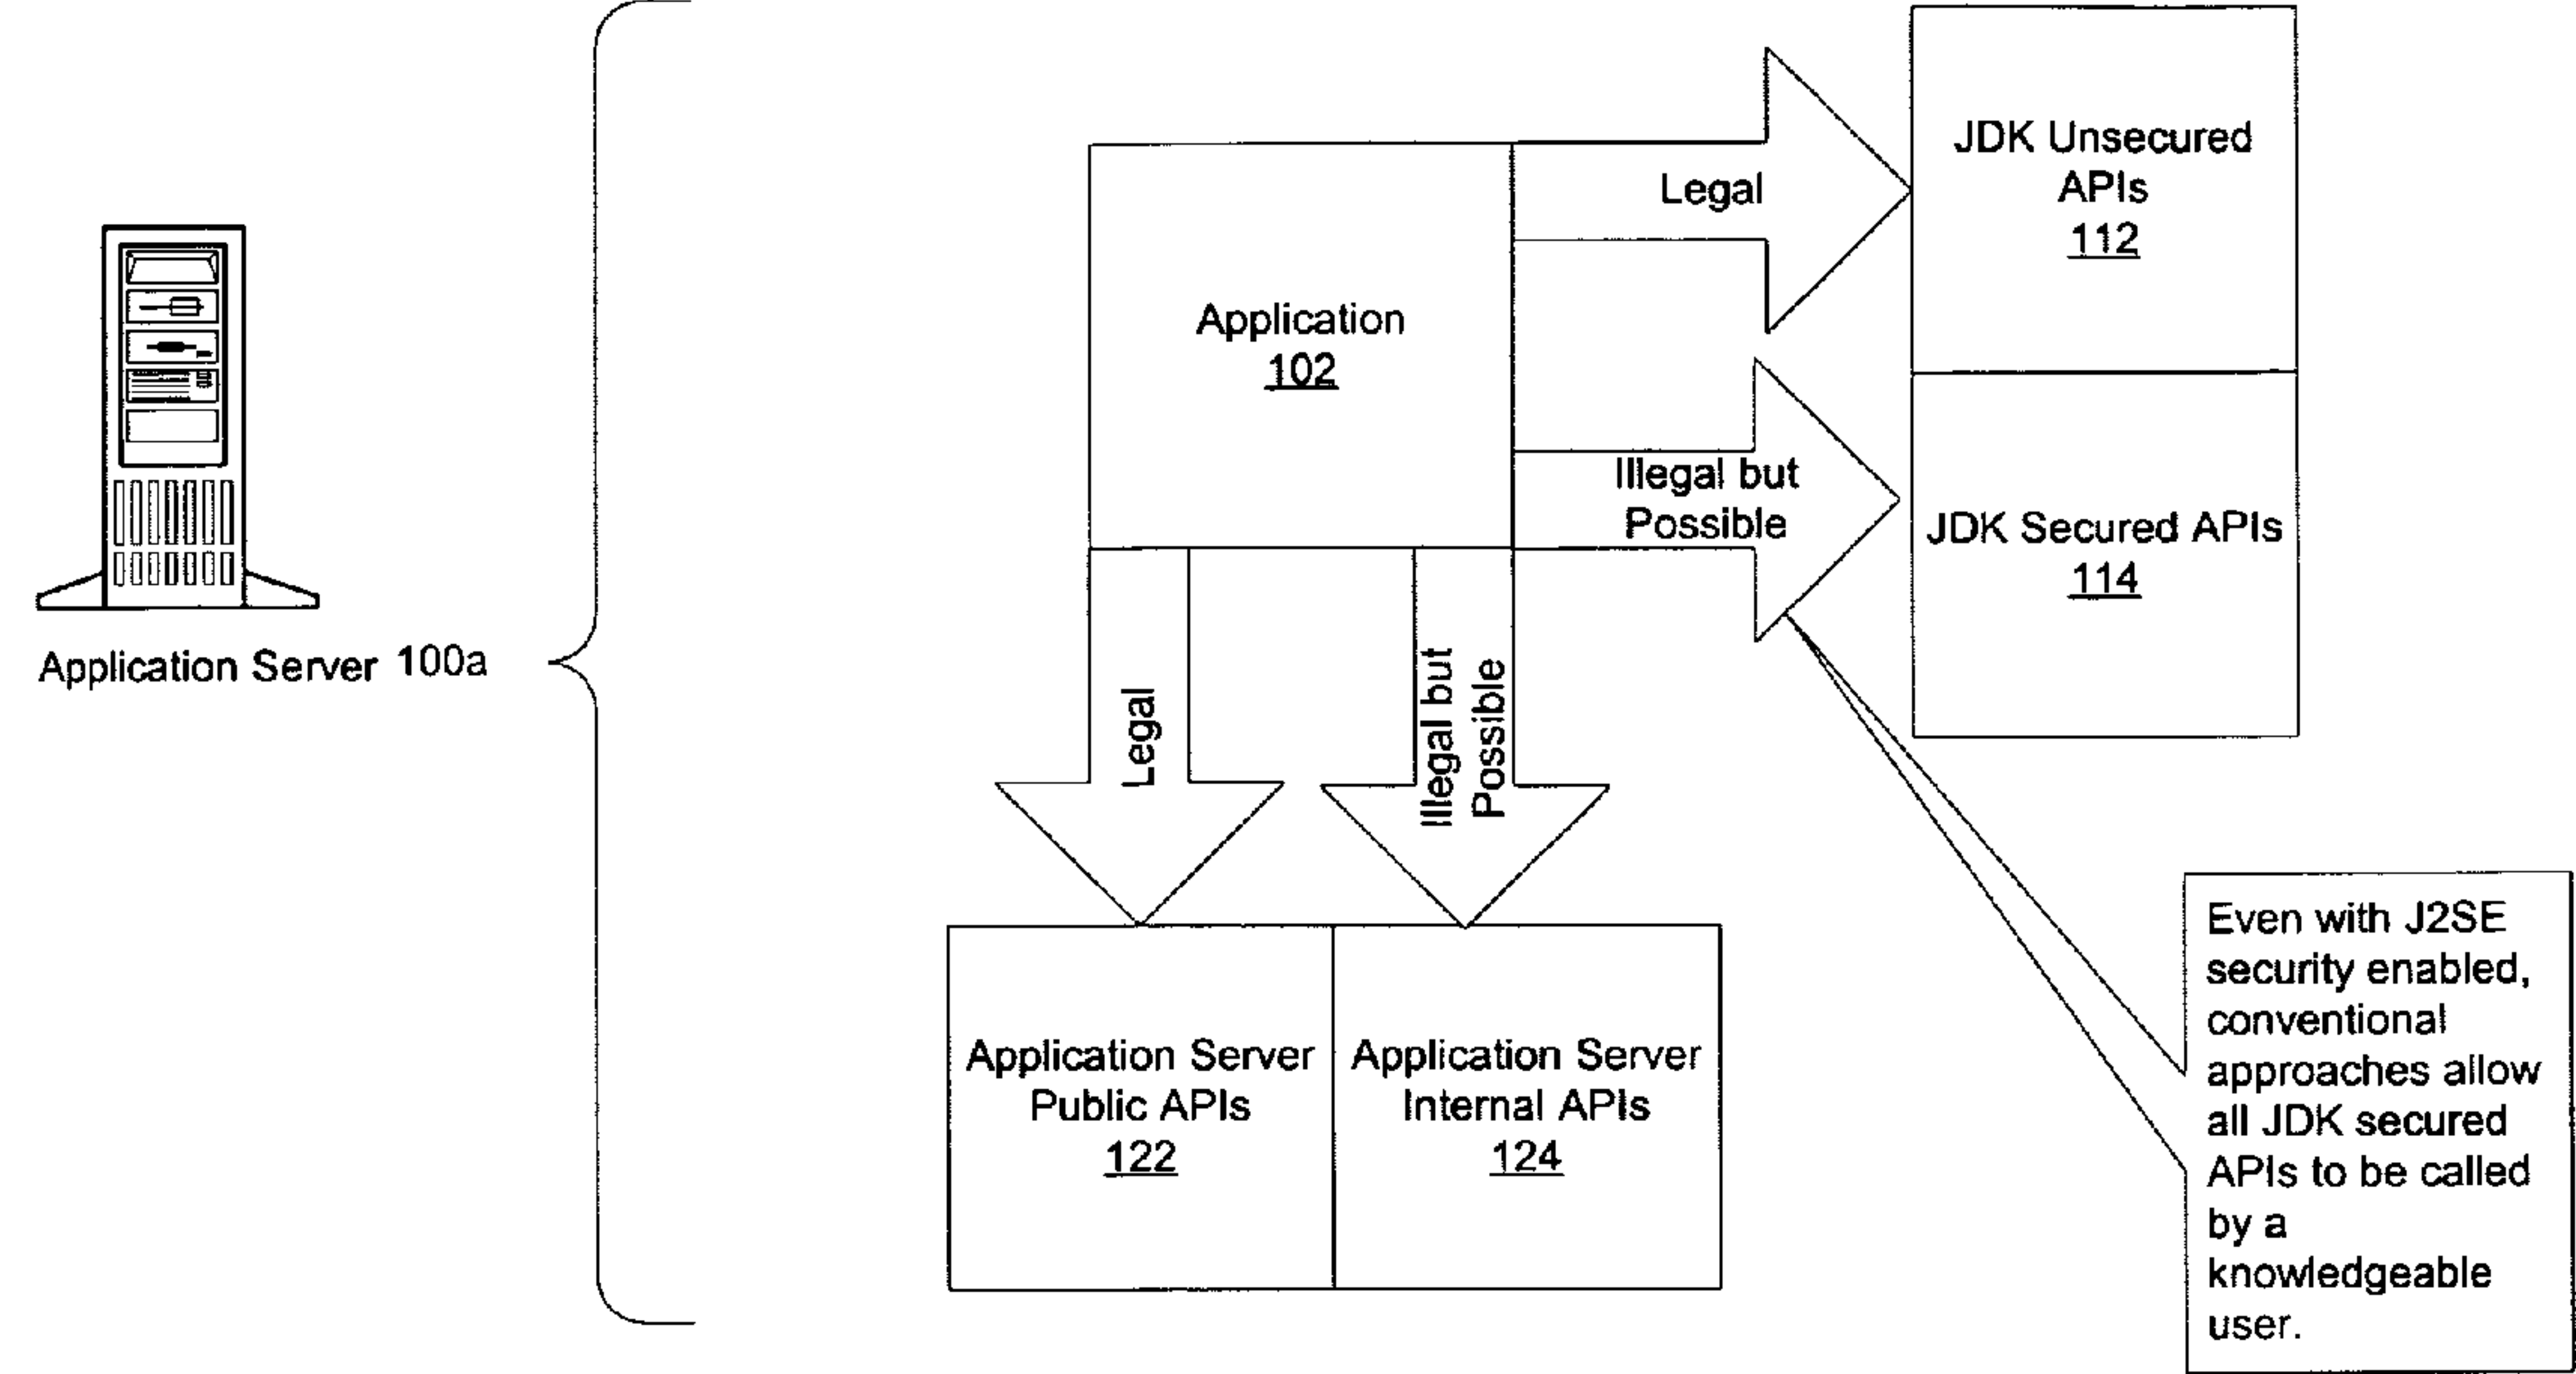 Application Server 100a
Application
102
Legal
Illegal but
Possible
JDK Unsecured
APIs
112
JDK Secured APIs
114
Legal
Illegal but
Possible
Application Server
Public APIs
122
Application Server
Internal APIs
124
Even with J2SE
security enabled,
conventional
approaches allow
all JDK secured
APIs to be called
by a
knowledgeable
user.